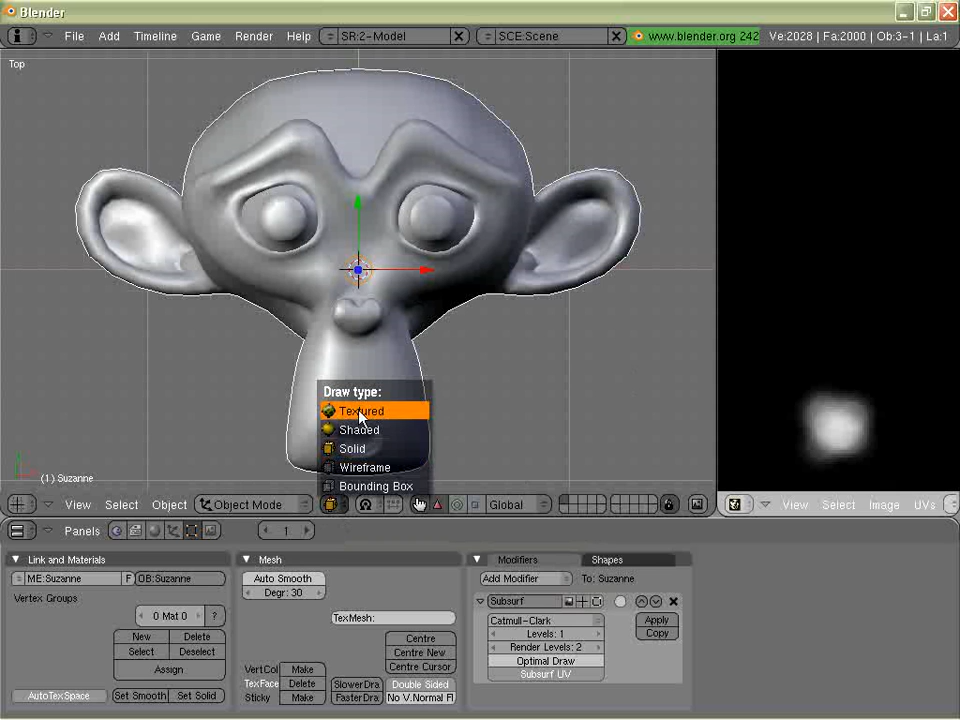 Blender
File Add Timeline Game Render Help SR:2-Model SCE:Scene www.blender.org 242 Ve:2028 | Fa:2000 | Ob:3-1 | La:1
Top
Draw type:
Textured
Shaded
Solid
Wireframe
Bounding Box
(1) Suzanne
View Select Object Object Mode Global View Select Image UVs
Panels 1
Link and Materials
ME:Suzanne F OB:Suzanne
Vertex Groups
0 Mat 0 ?
New Delete
Select Deselect
Assign
AutoTexSpace Set Smooth Set Solid
Mesh
Auto Smooth
Degr: 30
TexMesh:
Centre
Centre New
Centre Cursor
VertCol Make
TexFace Delete
Sticky Make
SlowerDra
FasterDra
Double Sided
No V.Normal Fl
Modifiers Shapes
Add Modifier To: Suzanne
Subsurf
Catmull-Clark
Levels: 1
Render Levels: 2
Optimal Draw
Subsurf UV
Apply
Copy